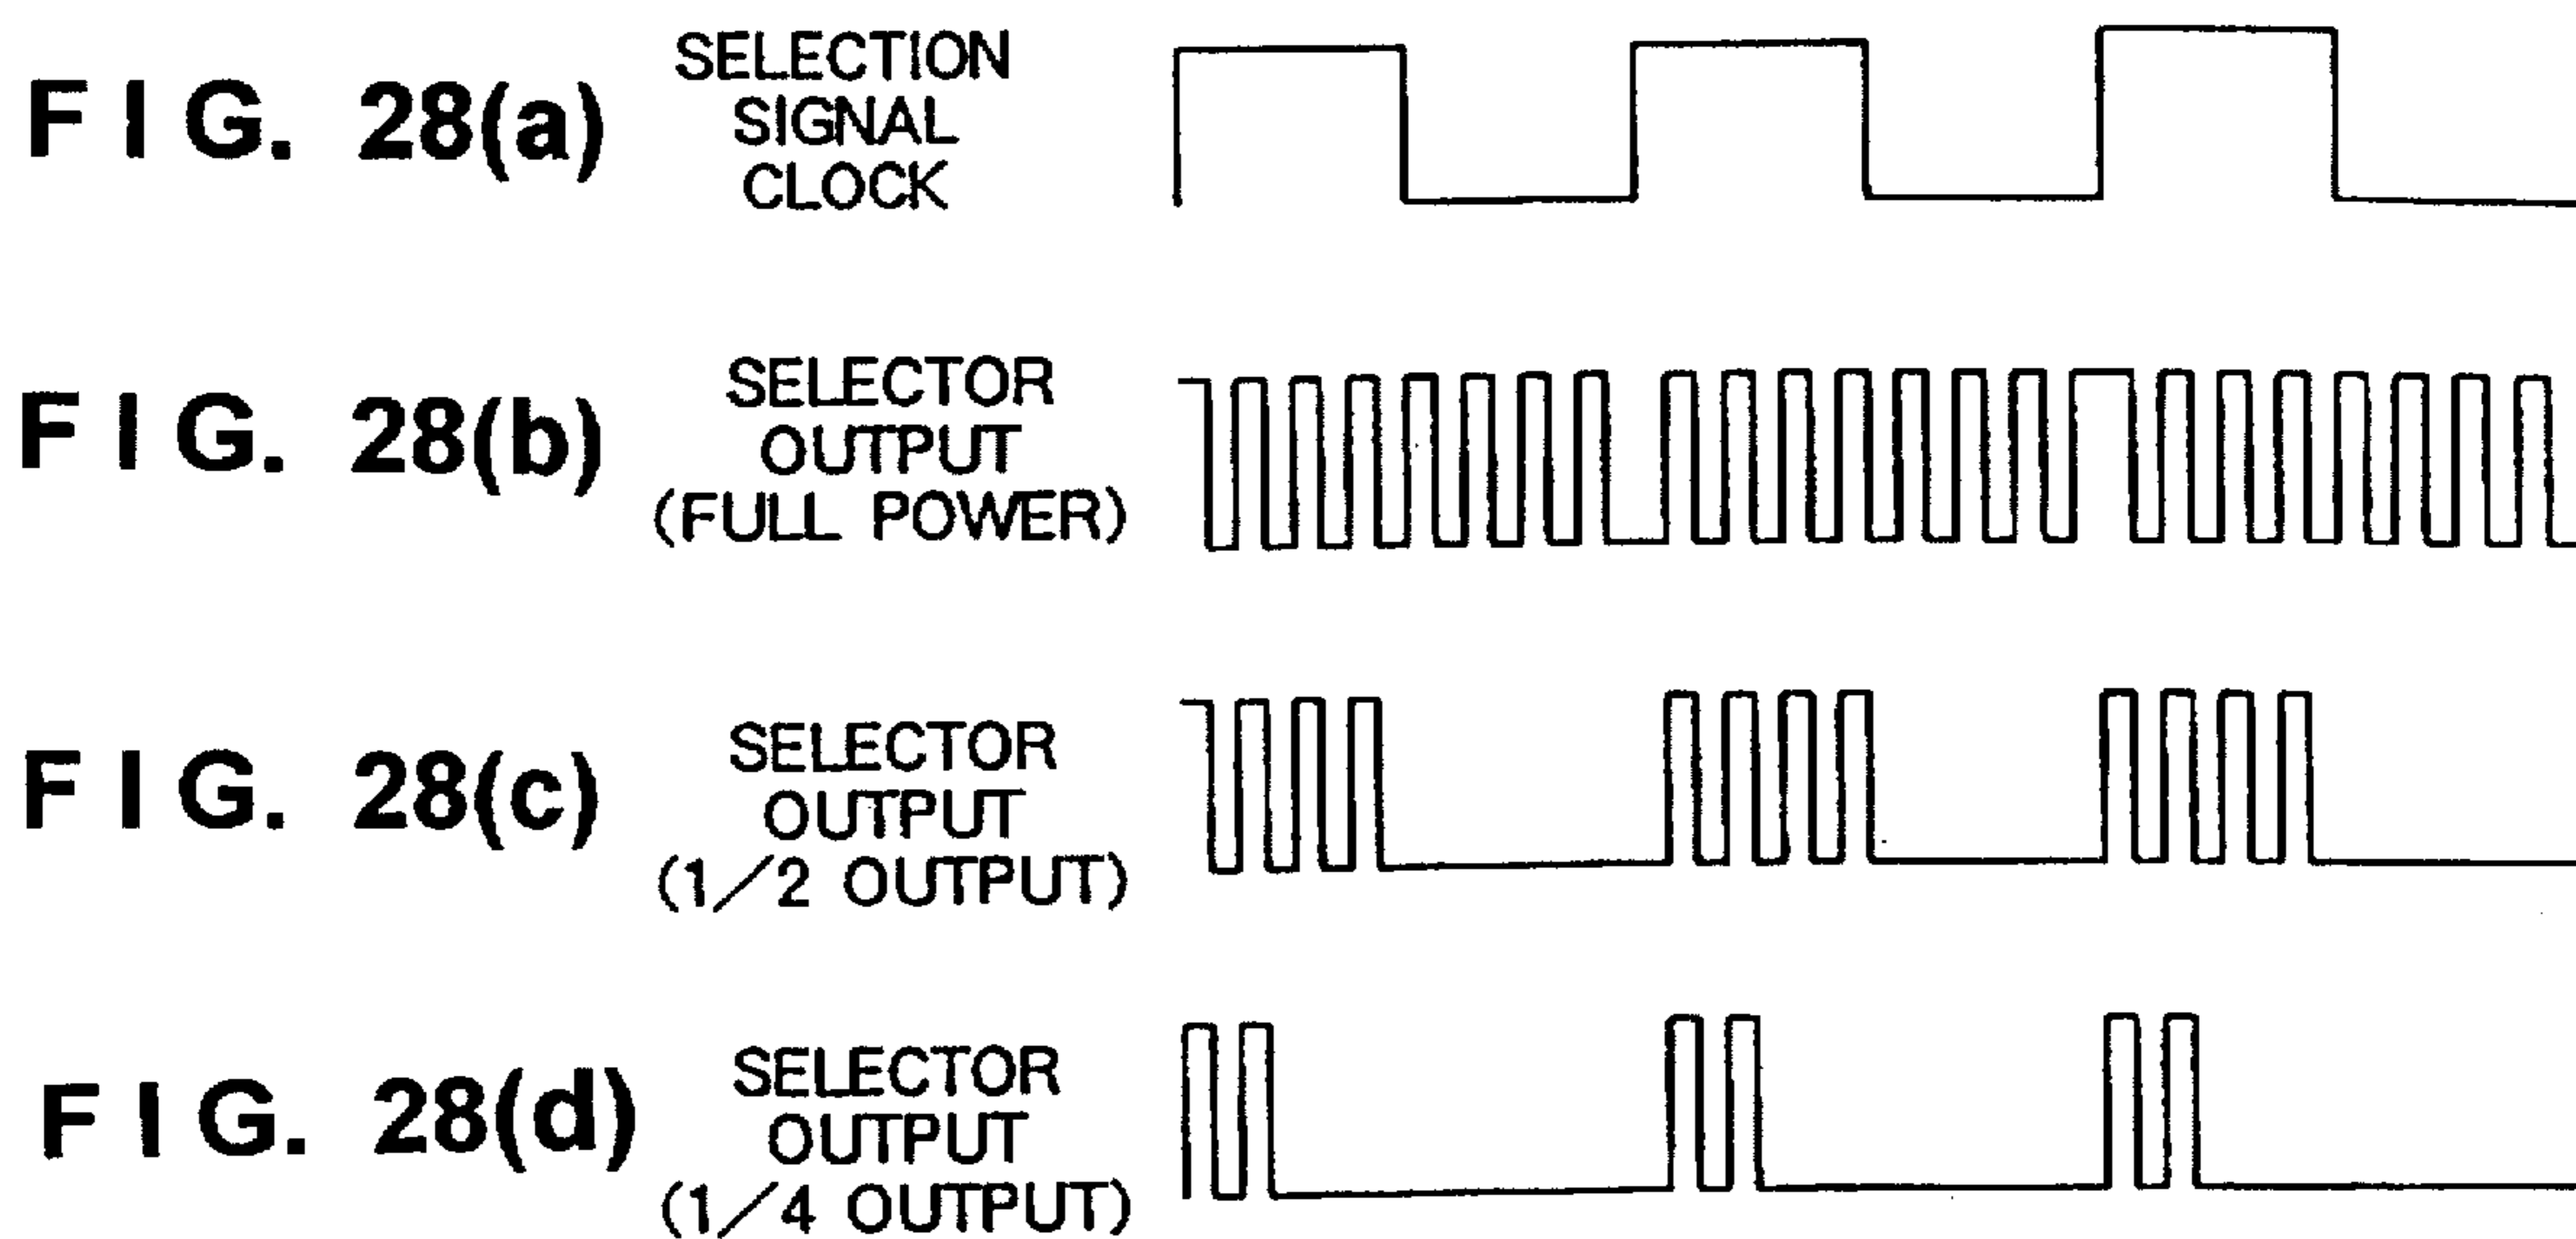 FIG. 28(a)
SELECTION
SIGNAL
CLOCK
FIG. 28(b)
SELECTOR
OUTPUT
(FULL POWER)
FIG. 28(c)
SELECTOR
OUTPUT
(1/2 OUTPUT)
FIG. 28(d)
SELECTOR
OUTPUT
(1/4 OUTPUT)